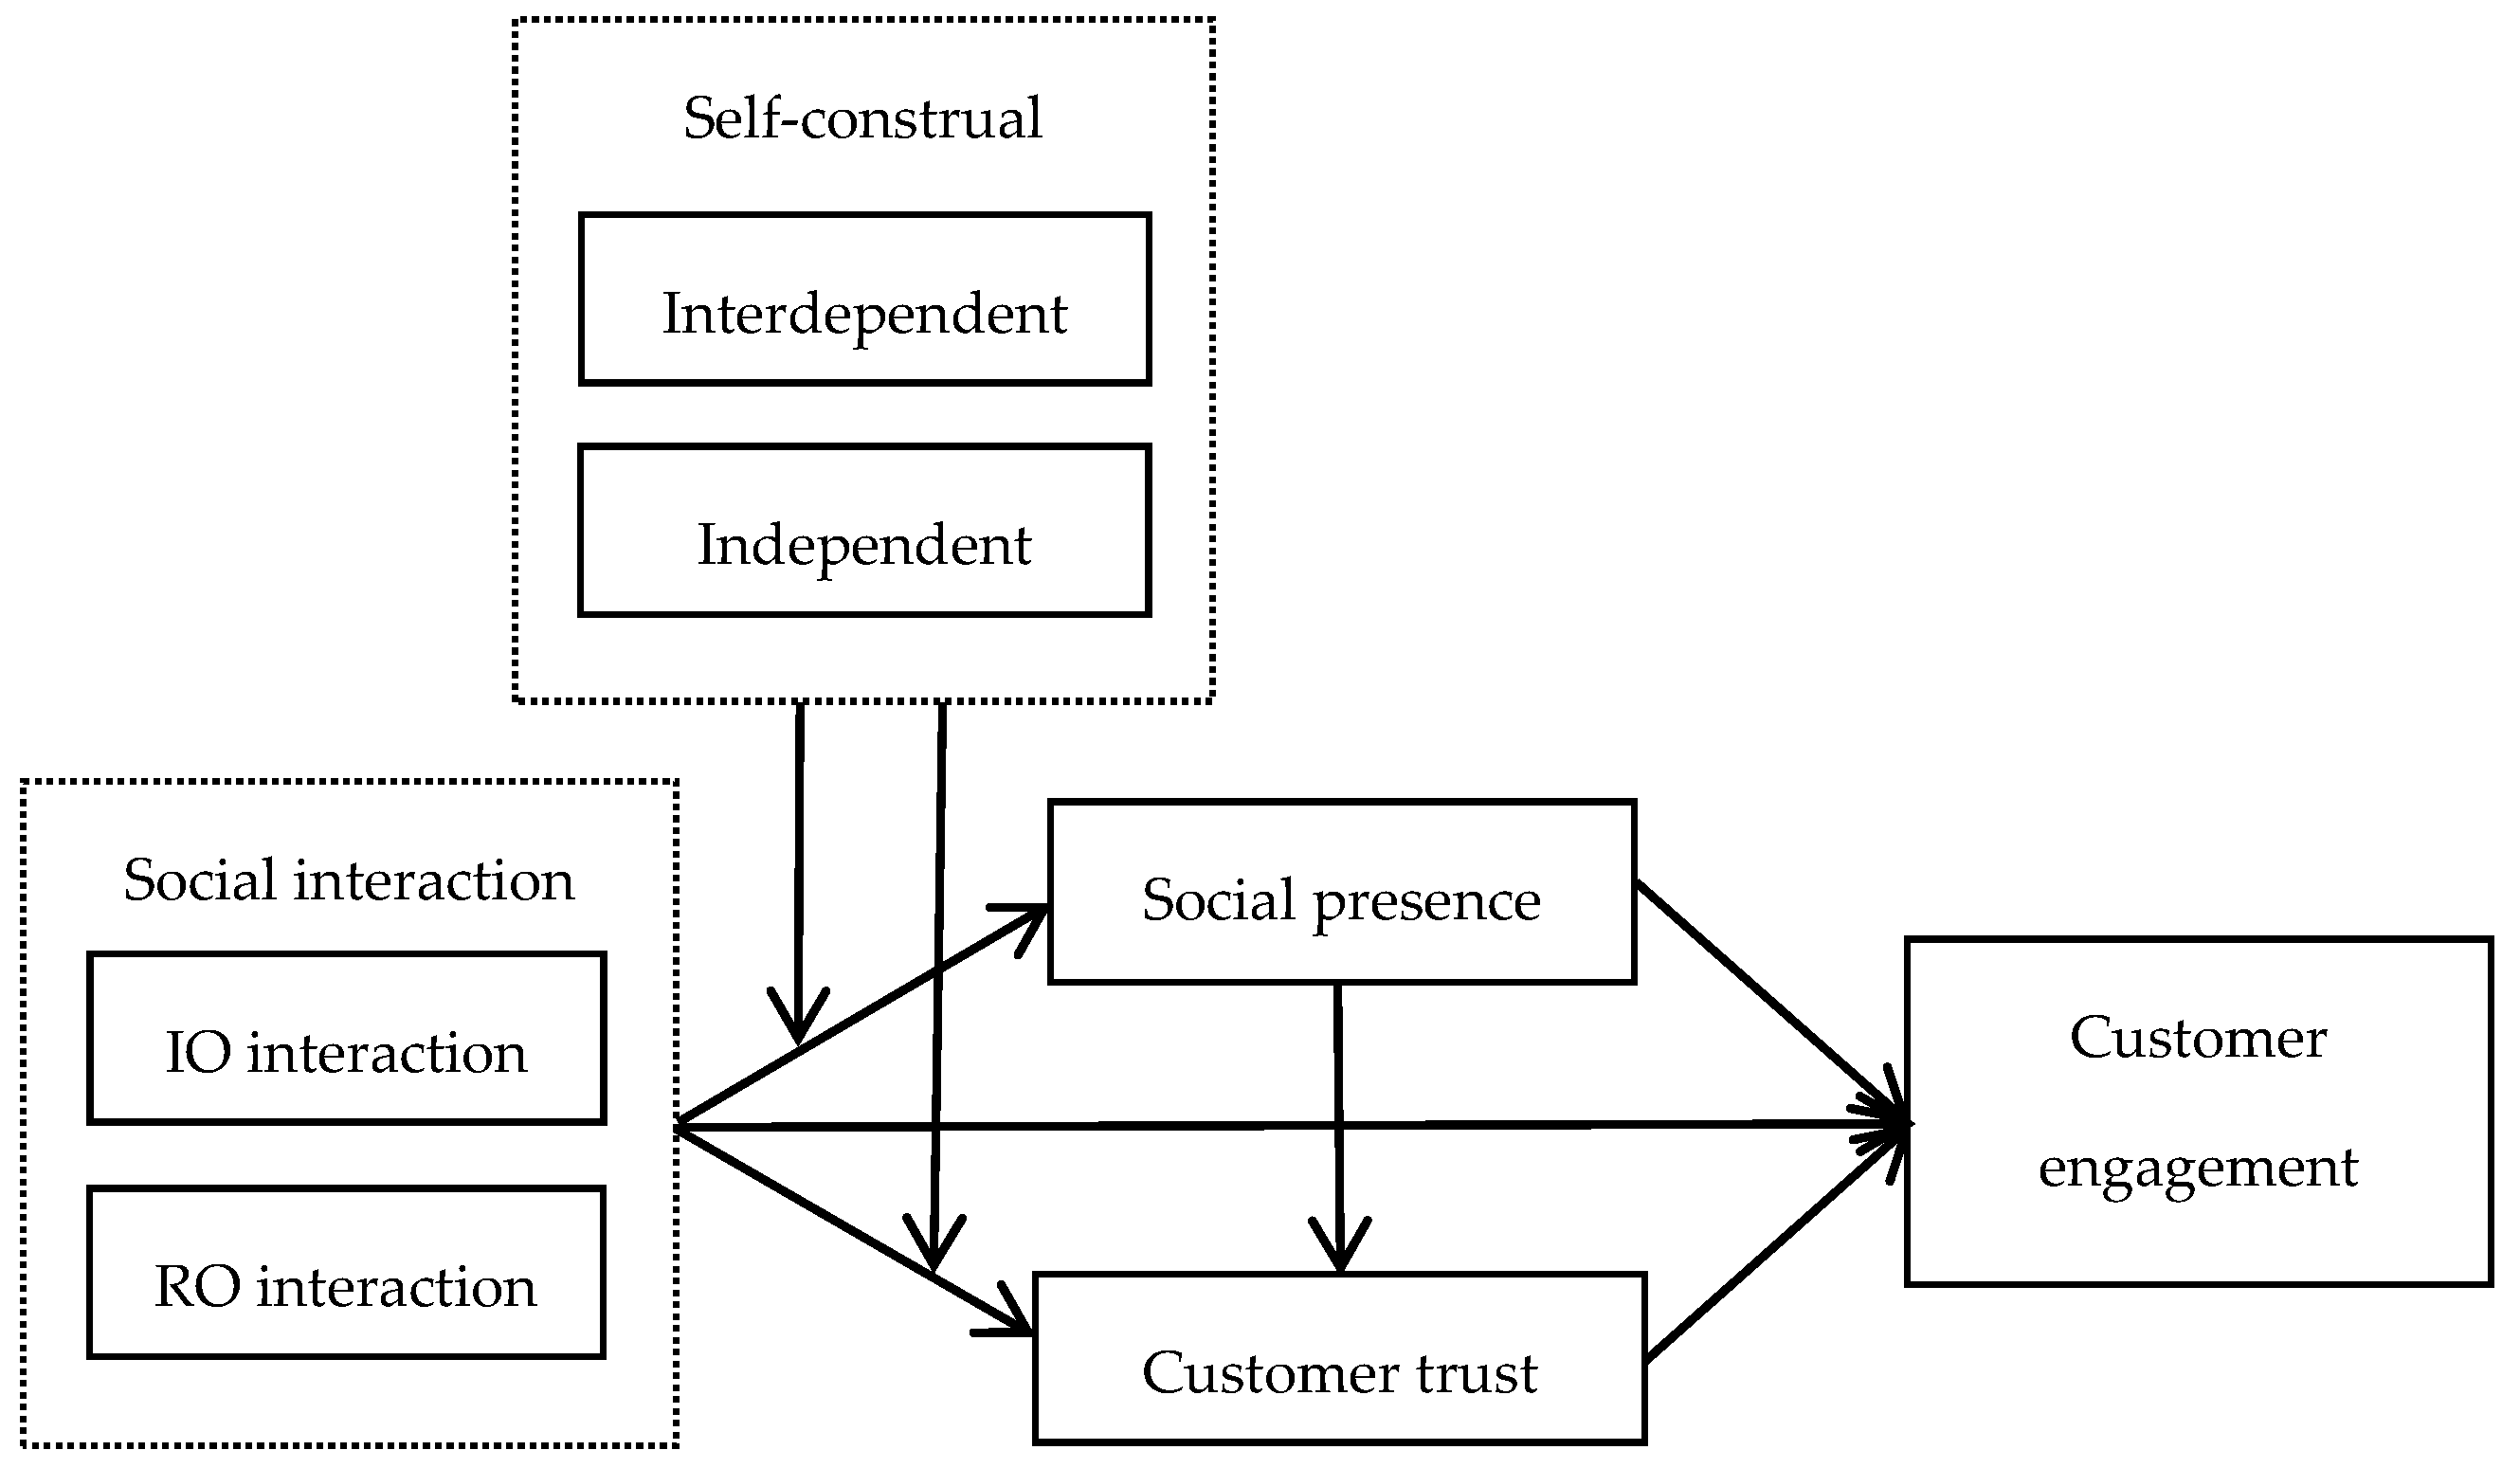 Self-construal
Interdependent
Independent
Social interaction
IO interaction
RO interaction
Social presence
Customer trust
Customer
engagement